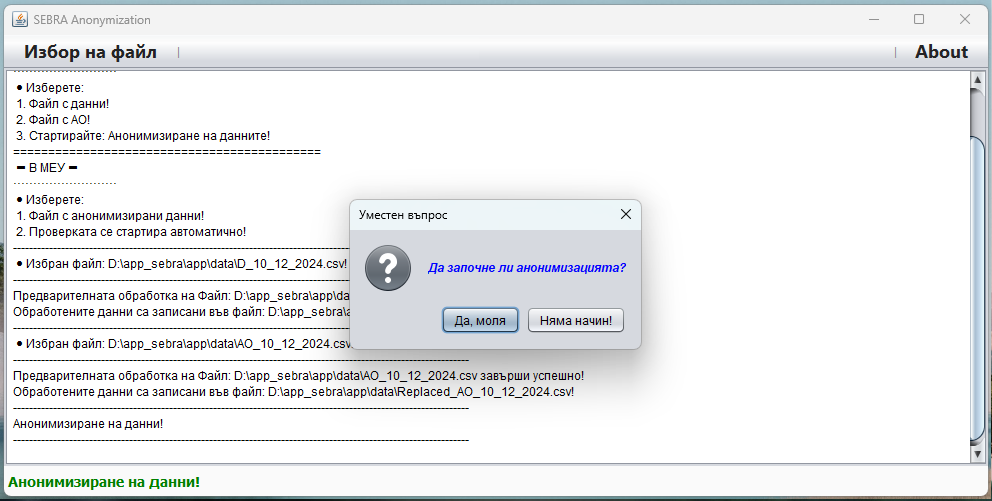 SEBRA Anonymization
Избор на файл
About
• Изберете:
1. Файл с данни!
2. Файл с АО!
3. Стартирайте: Анонимизиране на данните!
============================================
━ В МЕУ ━
• Изберете:
1. Файл с анонимизирани данни!
2. Проверката се стартира автоматично!
• Избран файл: D:\app_sebra\app\data\D_10_12_2024.csv!
Предварителната обработка на Файл: D:\app_sebra\app\da
Обработените данни са записани във файл: D:\app_sebra\a
• Избран файл: D:\app_sebra\app\data\AO_10_12_2024.csv
Предварителната обработка на Файл: D:\app_sebra\app\data\AO_10_12_2024.csv завърши успешно!
Обработените данни са записани във файл: D:\app_sebra\app\data\Replaced_AO_10_12_2024.csv!
Анонимизиране на данни!
Уместен въпрос
Да започне ли анонимизацията?
Да, моля
Няма начин!
Анонимизиране на данни!